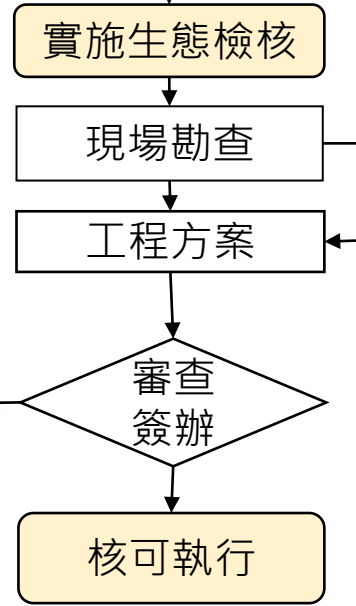 實施生態檢核
現場勘查
工程方案
審查
簽辦
核可執行